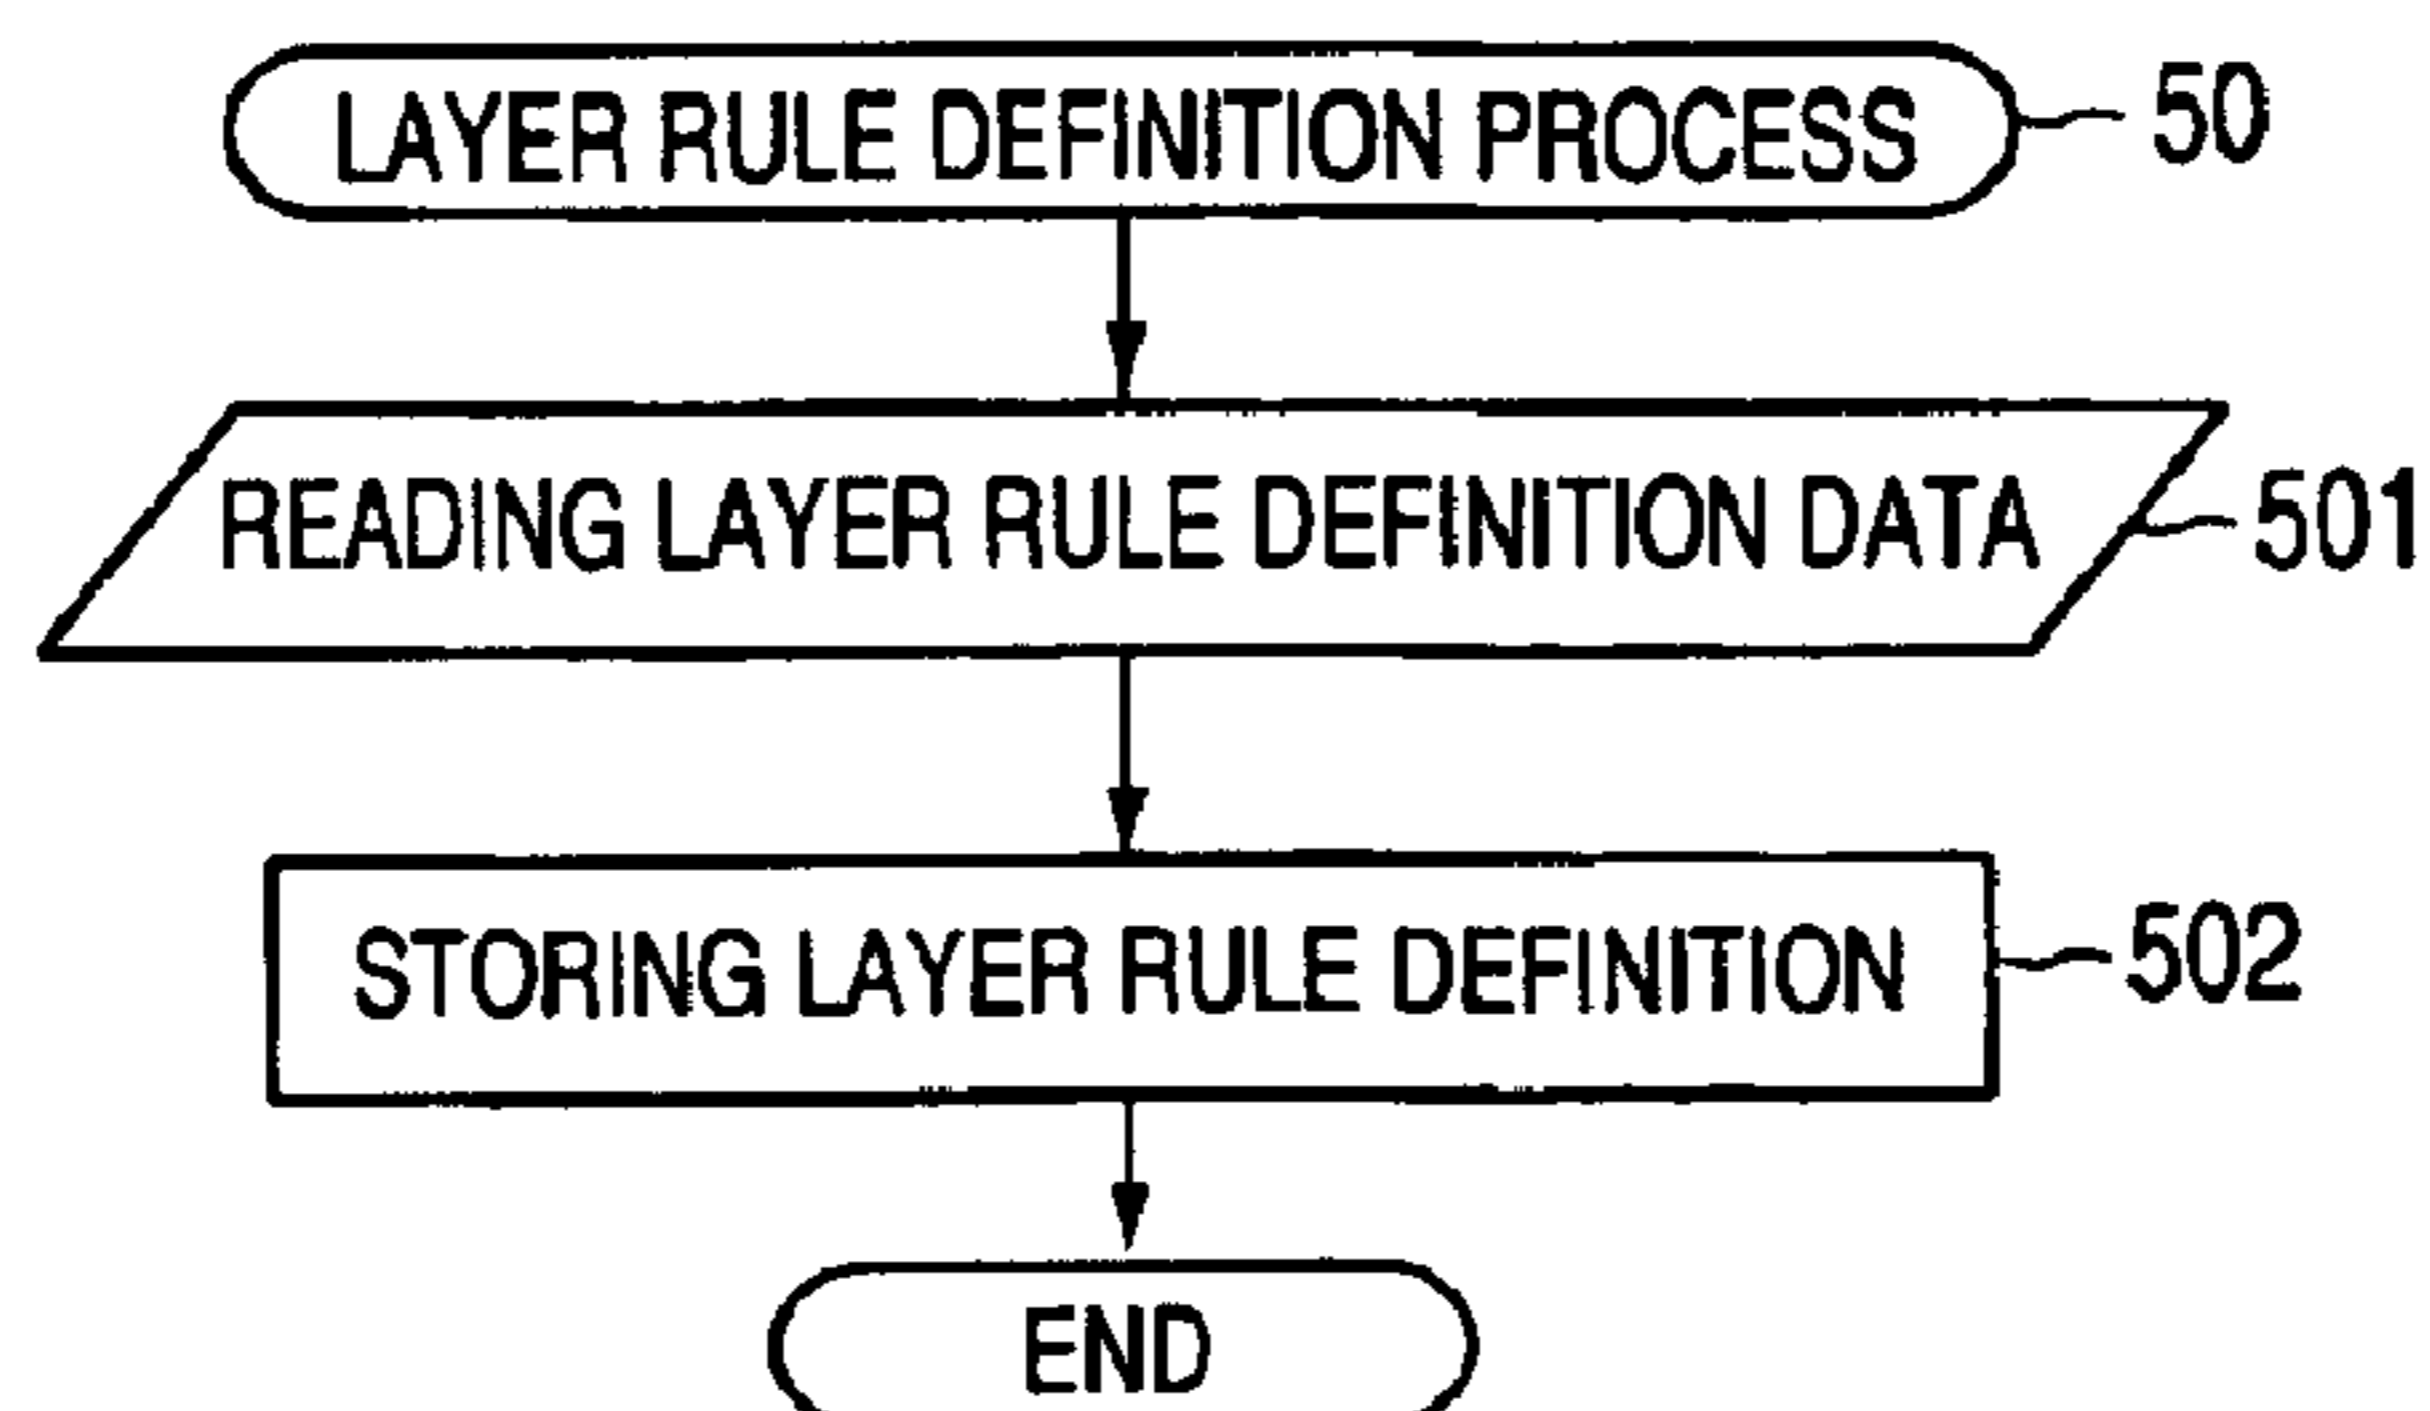 LAYER RULE DEFINITION PROCESS 50
READING LAYER RULE DEFINITION DATA 501
STORING LAYER RULE DEFINITION 502
END